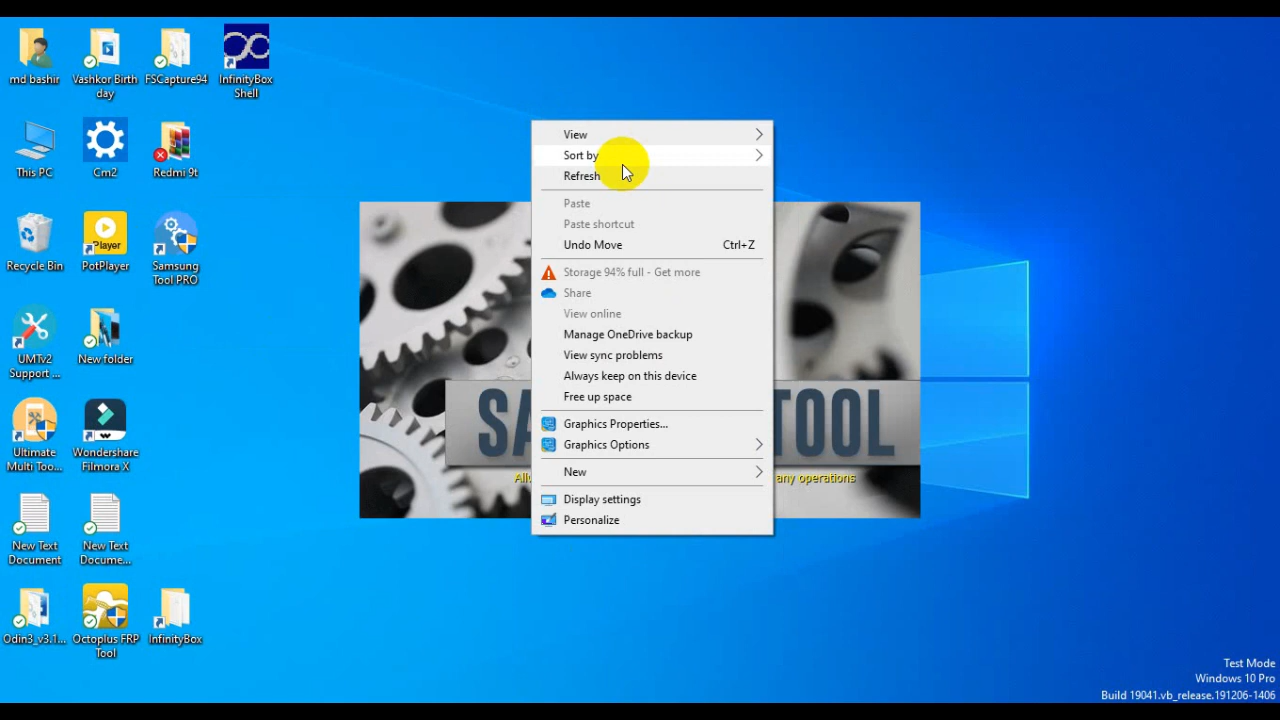 md bashir
Vashkor Birth
day
FSCapture94
InfinityBox
Shell
This PC
Cm2
Redmi 9t
Recycle Bin
Player
PotPlayer
Samsung
Tool PRO
UMTv2
Support ...
New folder
Ultimate
Multi Too...
Wondershare
Filmora X
New Text
Document
New Text
Docume...
Odin3_v3.1...
Octoplus FRP
Tool
InfinityBox
View
Sort by
Refresh
Paste
Paste shortcut
Undo Move Ctrl+Z
Storage 94% full - Get more
Share
View online
Manage OneDrive backup
View sync problems
Always keep on this device
Free up space
Graphics Properties...
Graphics Options
New
Display settings
Personalize
TOOL
any operations
Test Mode
Windows 10 Pro
Build 19041.vb_release.191206-1406